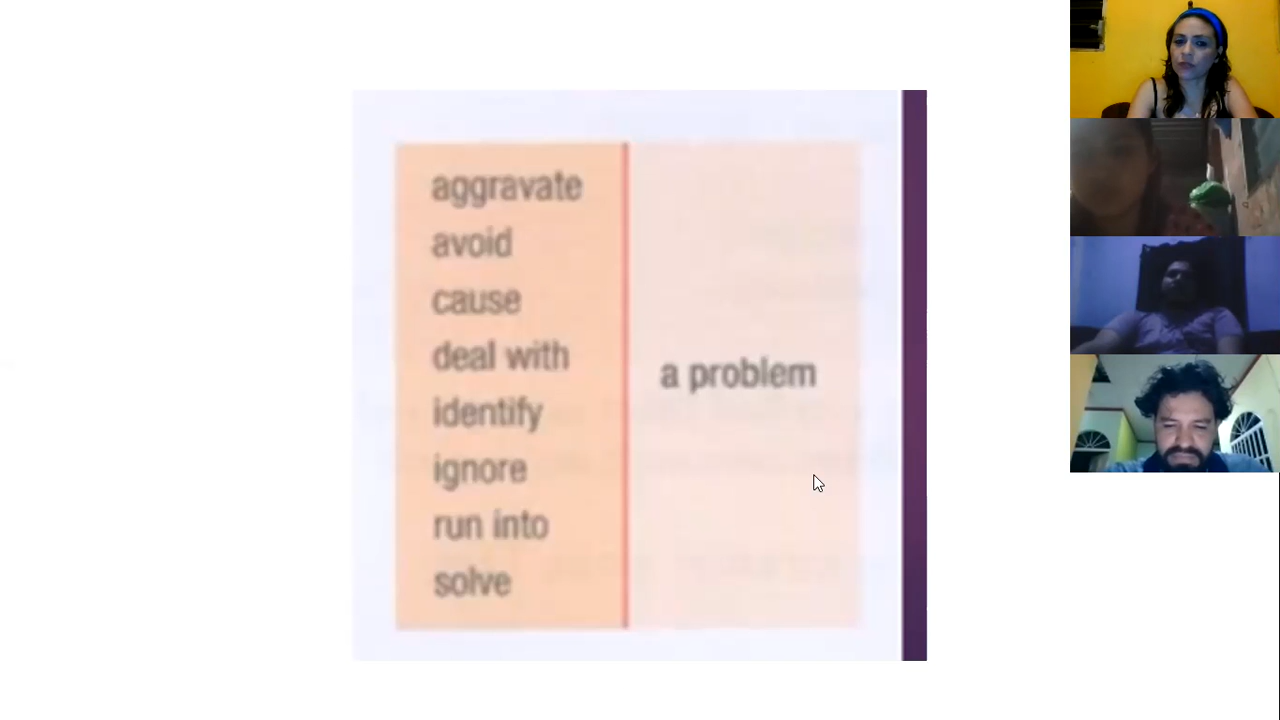 aggravate
avoid
cause
deal with
identify
ignore
run into
solve
a problem